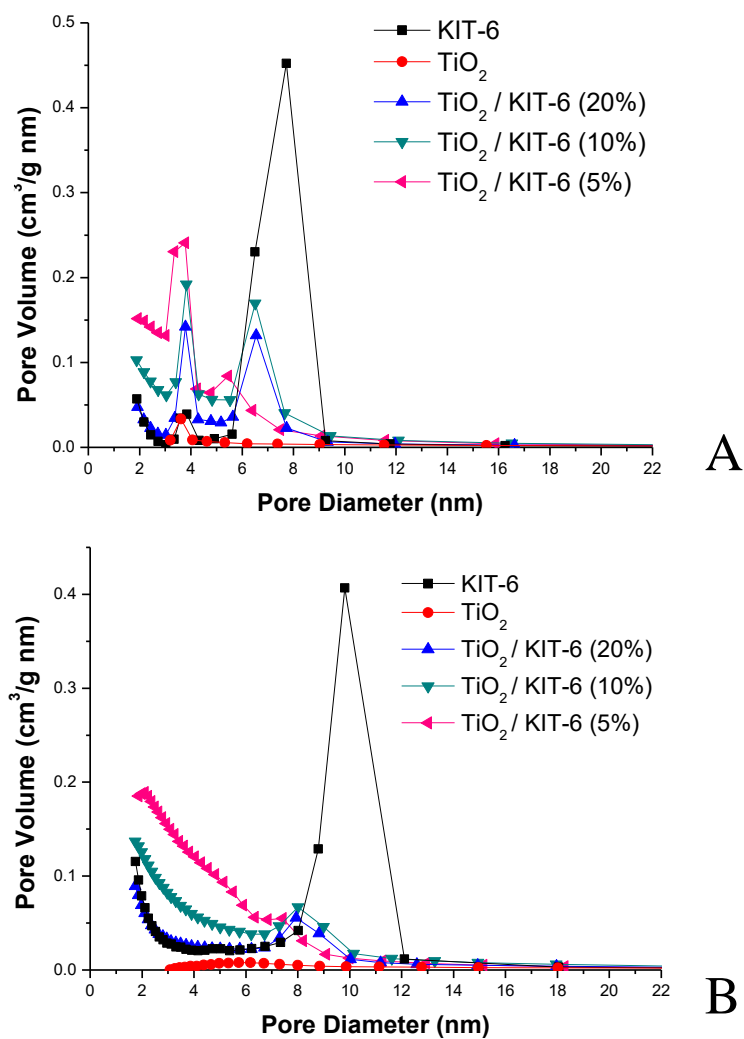 0.5
0.4
0.3
0.2
0.1
0.0
Pore Volume (cm³/g nm)
KIT-6
TiO₂
TiO₂ / KIT-6 (20%)
TiO₂ / KIT-6 (10%)
TiO₂ / KIT-6 (5%)
0 2 4 6 8 10 12 14 16 18 20 22
Pore Diameter (nm)
A
0.4
0.3
0.2
0.1
0.0
Pore Volume (cm³/g nm)
KIT-6
TiO₂
TiO₂ / KIT-6 (20%)
TiO₂ / KIT-6 (10%)
TiO₂ / KIT-6 (5%)
0 2 4 6 8 10 12 14 16 18 20 22
Pore Diameter (nm)
B